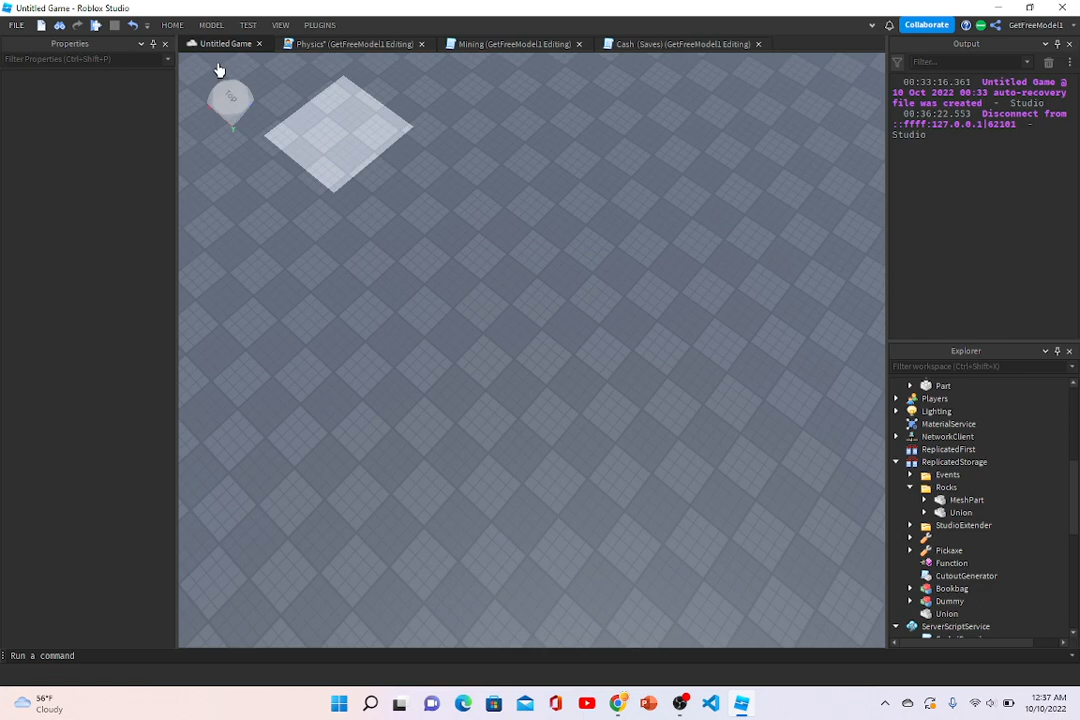 Untitled Game - Roblox Studio
FILE HOME MODEL TEST VIEW PLUGINS Collaborate GetFreeModel1
Properties
Filter Properties (Ctrl+Shift+P)
Untitled Game
Physics* (GetFreeModel1 Editing)
Mining (GetFreeModel1 Editing)
Cash (Saves) (GetFreeModel1 Editing)
Top
Y
Output
Filter...
00:33:16.361 Untitled Game @
10 Oct 2022 00:33 auto-recovery
file was created - Studio
00:36:22.553 Disconnect from
::ffff:127.0.0.1|62101 -
Studio
Explorer
Filter workspace (Ctrl+Shift+X)
Part
Players
Lighting
MaterialService
NetworkClient
ReplicatedFirst
ReplicatedStorage
Events
Rocks
MeshPart
Union
StudioExtender
Pickaxe
Function
CutoutGenerator
Bookbag
Dummy
Union
ServerScriptService
Run a command
56°F
Cloudy
12:37 AM
10/10/2022